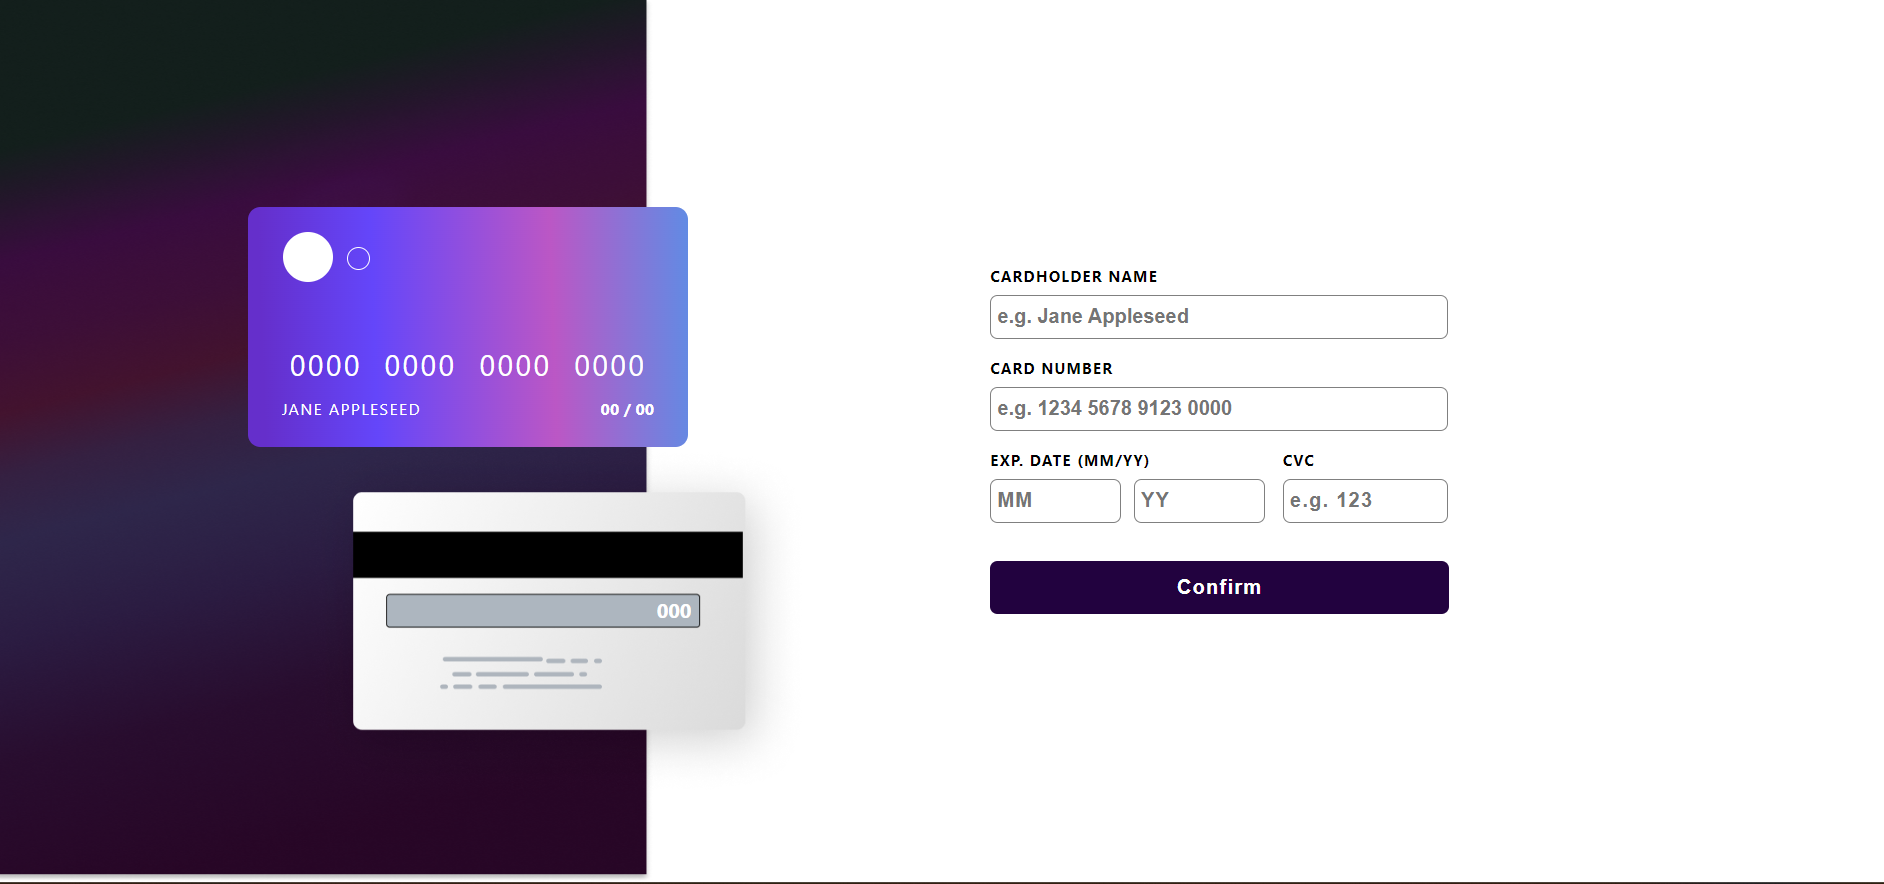 0000 0000 0000 0000
JANE APPLESEED 00 / 00
000
CARDHOLDER NAME
e.g. Jane Appleseed
CARD NUMBER
e.g. 1234 5678 9123 0000
EXP. DATE (MM/YY) CVC
MM YY e.g. 123
Confirm